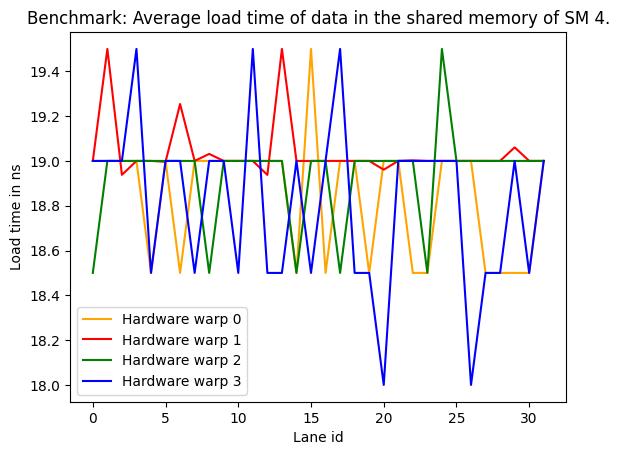 Benchmark: Average load time of data in the shared memory of SM 4.
Load time in ns
19.4
19.2
19.0
18.8
18.6
18.4
18.2
18.0
Hardware warp 0
Hardware warp 1
Hardware warp 2
Hardware warp 3
0 5 10 15 20 25 30
Lane id